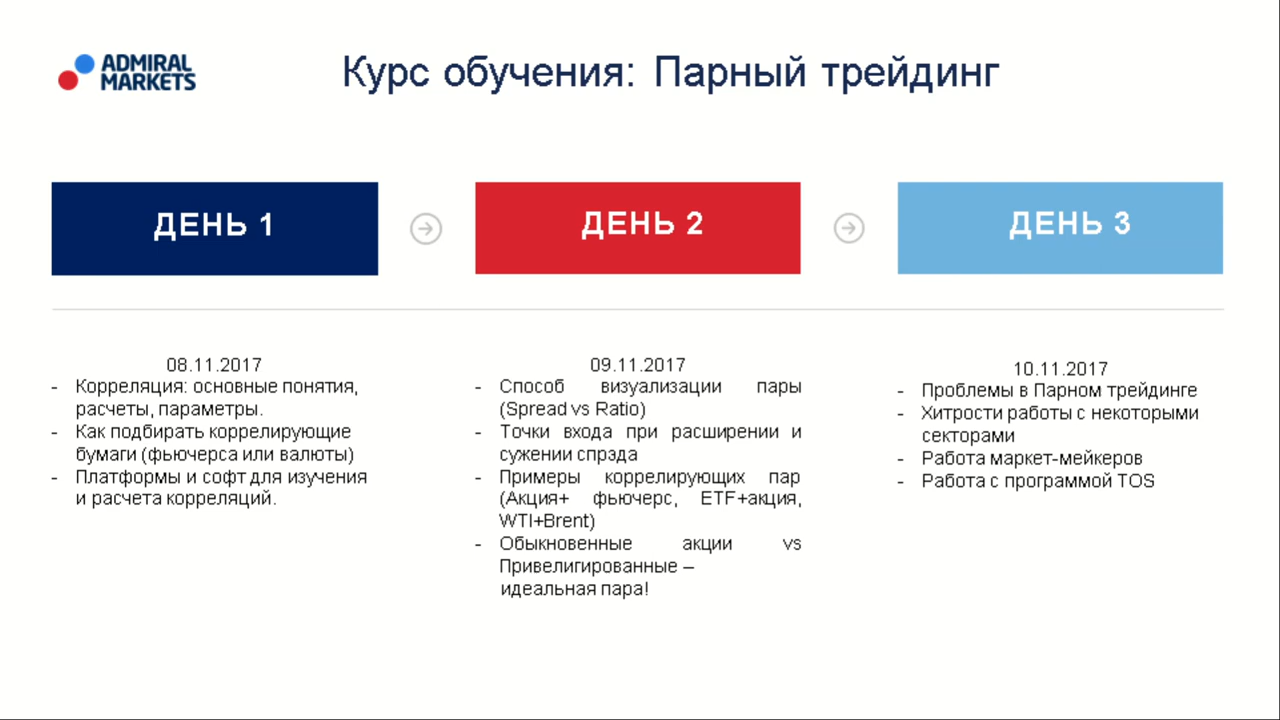 ADMIRAL
MARKETS
Курс обучения: Парный трейдинг
ДЕНЬ 1
ДЕНЬ 2
ДЕНЬ 3
08.11.2017
- Корреляция: основные понятия,
расчеты, параметры.
- Как подбирать коррелирующие
бумаги (фьючерса или валюты)
- Платформы и софт для изучения
и расчета корреляций.
09.11.2017
- Способ визуализации пары
(Spread vs Ratio)
- Точки входа при расширении и
сужении спрэда
- Примеры коррелирующих пар
(Акция+ фьючерс, ETF+акция,
WTI+Brent)
- Обыкновенные акции vs
Привелигированные –
идеальная пара!
10.11.2017
- Проблемы в Парном трейдинге
- Хитрости работы с некоторыми
секторами
- Работа маркет-мейкеров
- Работа с программой TOS